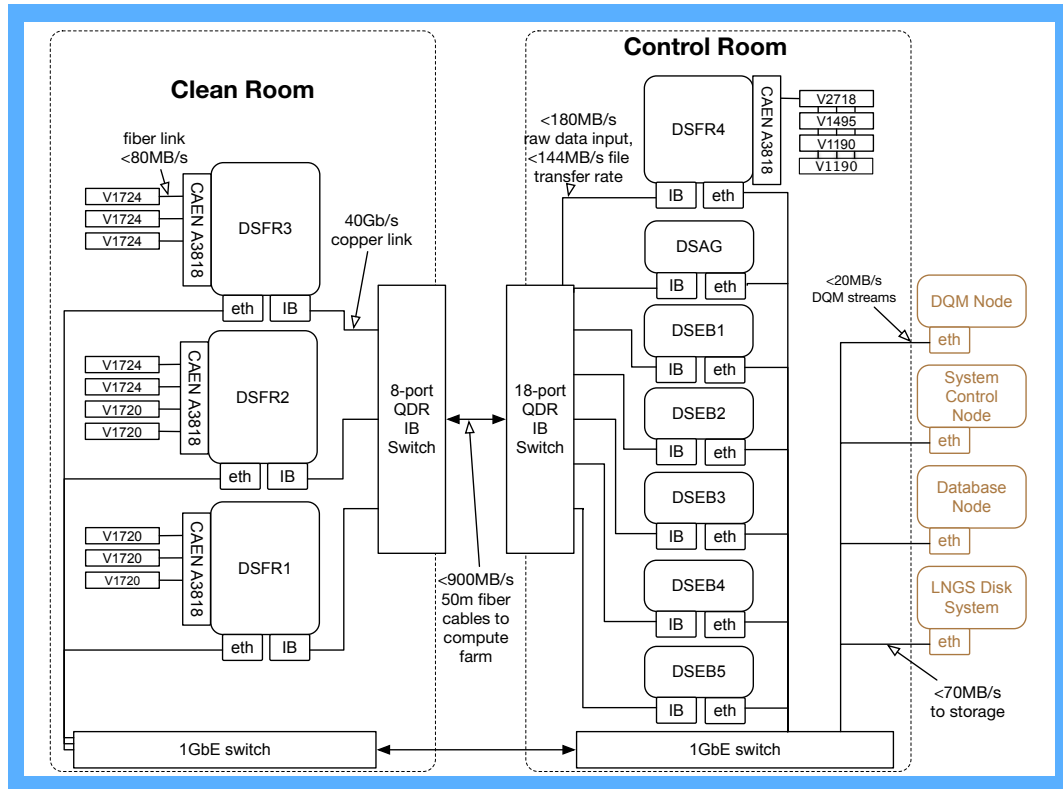 Clean Room
fiber link
<80MB/s
V1724
V1724
V1724
CAEN A3818
DSFR3
eth
IB
40Gb/s
copper link
V1724
V1724
V1720
V1720
CAEN A3818
DSFR2
eth
IB
V1720
V1720
V1720
CAEN A3818
DSFR1
eth
IB
8-port
QDR
IB
Switch
<900MB/s
50m fiber
cables to
compute
farm
1GbE switch
Control Room
<180MB/s
raw data input,
<144MB/s file
transfer rate
DSFR4
CAEN A3818
IB
eth
V2718
V1495
V1190
V1190
18-port
QDR
IB
Switch
DSAG
IB
eth
DSEB1
IB
eth
DSEB2
IB
eth
DSEB3
IB
eth
DSEB4
IB
eth
DSEB5
IB
eth
1GbE switch
<20MB/s
DQM streams
DQM Node
eth
System
Control
Node
eth
Database
Node
eth
LNGS Disk
System
eth
<70MB/s
to storage